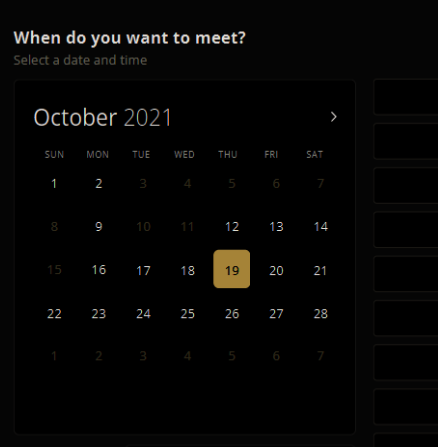 When do you want to meet?
Select a date and time
October 2021 >
SUN MON TUE WED THU FRI SAT
1 2 3 4 5 6 7
8 9 10 11 12 13 14
15 16 17 18 19 20 21
22 23 24 25 26 27 28
1 2 3 4 5 6 7